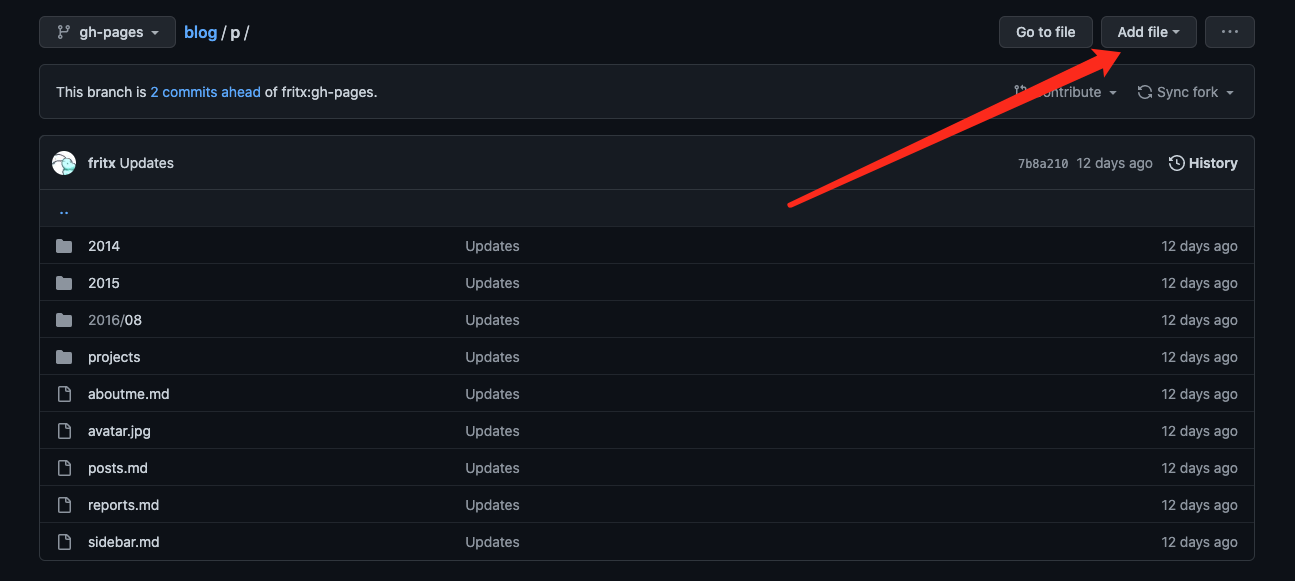 gh-pages blog / p / Go to file Add file ...
This branch is 2 commits ahead of fritx:gh-pages. Contribute Sync fork
fritx Updates 7b8a210 12 days ago History
..
2014 Updates 12 days ago
2015 Updates 12 days ago
2016/08 Updates 12 days ago
projects Updates 12 days ago
aboutme.md Updates 12 days ago
avatar.jpg Updates 12 days ago
posts.md Updates 12 days ago
reports.md Updates 12 days ago
sidebar.md Updates 12 days ago